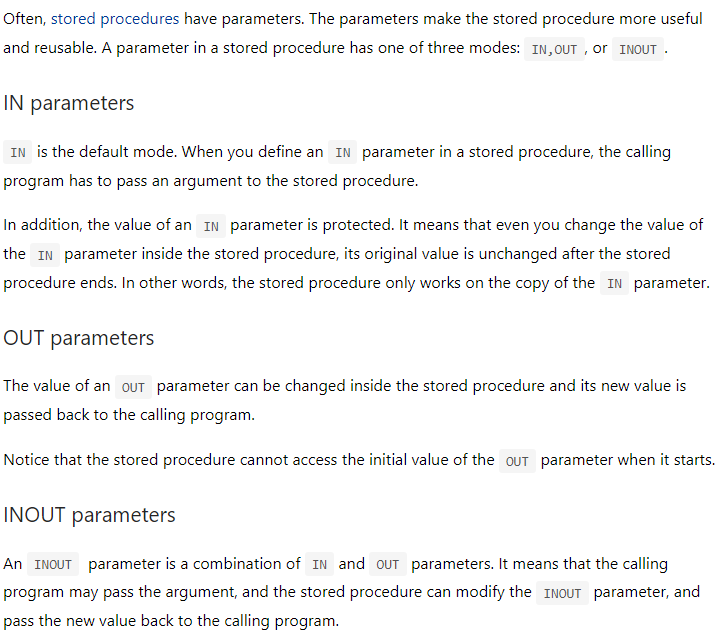 Often, stored procedures have parameters. The parameters make the stored procedure more useful
and reusable. A parameter in a stored procedure has one of three modes: IN,OUT , or INOUT .
IN parameters
IN is the default mode. When you define an IN parameter in a stored procedure, the calling
program has to pass an argument to the stored procedure.
In addition, the value of an IN parameter is protected. It means that even you change the value of
the IN parameter inside the stored procedure, its original value is unchanged after the stored
procedure ends. In other words, the stored procedure only works on the copy of the IN parameter.
OUT parameters
The value of an OUT parameter can be changed inside the stored procedure and its new value is
passed back to the calling program.
Notice that the stored procedure cannot access the initial value of the OUT parameter when it starts.
INOUT parameters
An INOUT parameter is a combination of IN and OUT parameters. It means that the calling
program may pass the argument, and the stored procedure can modify the INOUT parameter, and
pass the new value back to the calling program.